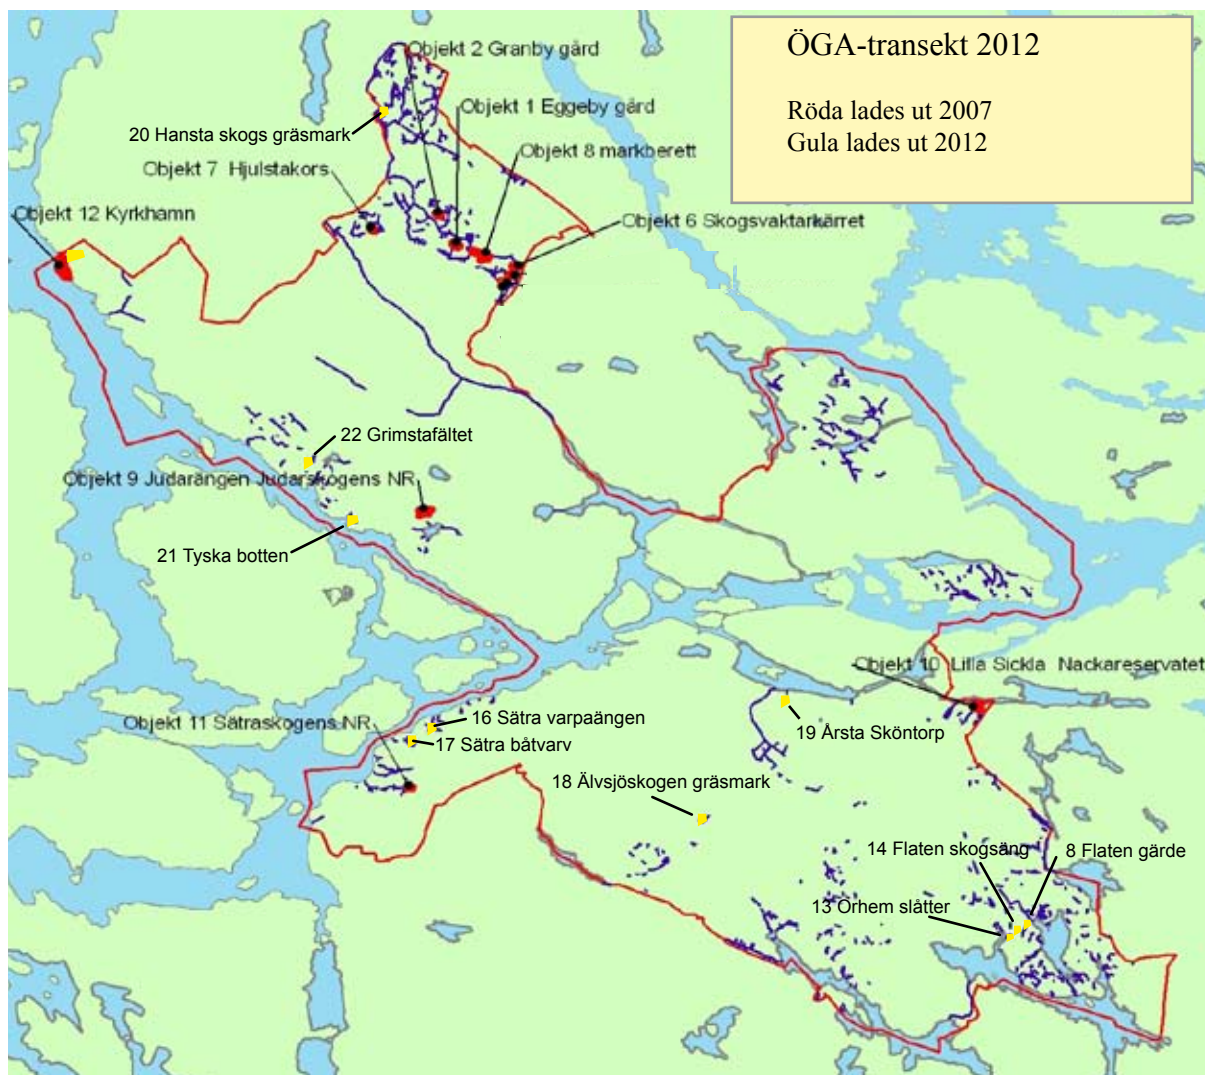 ÖGA-transekt 2012
Röda lades ut 2007
Gula lades ut 2012
Objekt 2 Granby gård
Objekt 1 Eggeby gård
20 Hansta skogs gräsmark
Objekt 8 markberett
Objekt 7 Hjulstakors
Objekt 12 Kyrkhamn
Objekt 6 Skogsvaktarkärret
22 Grimstafältet
Objekt 9 Judarängen Judarskogens NR
21 Tyska botten
Objekt 10 Lilla Sickla Nackareservatet
16 Sätra varpaängen
Objekt 11 Sätraskogens NR
17 Sätra båtvarv
19 Årsta Sköntorp
18 Älvsjöskogen gräsmark
14 Flaten skogsäng
8 Flaten gärde
13 Orhem slåtter